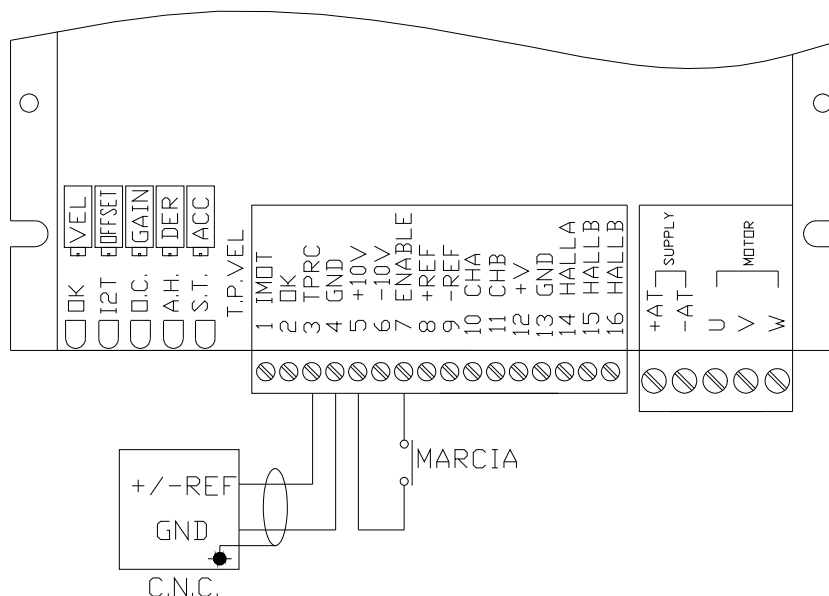 VEL
OFFSET
GAIN
DER
ACC
OK
I2T
O.C.
A.H.
S.T.
T.P.VEL
1 IMOT
2 OK
3 TPRC
4 GND
5 +10V
6 -10V
7 ENABLE
8 +REF
9 -REF
10 CHA
11 CHB
12 +V
13 GND
14 HALLA
15 HALLB
16 HALLB
SUPPLY
+AT
-AT
MOTOR
U
V
W
MARCIA
+/-REF
GND
C.N.C.